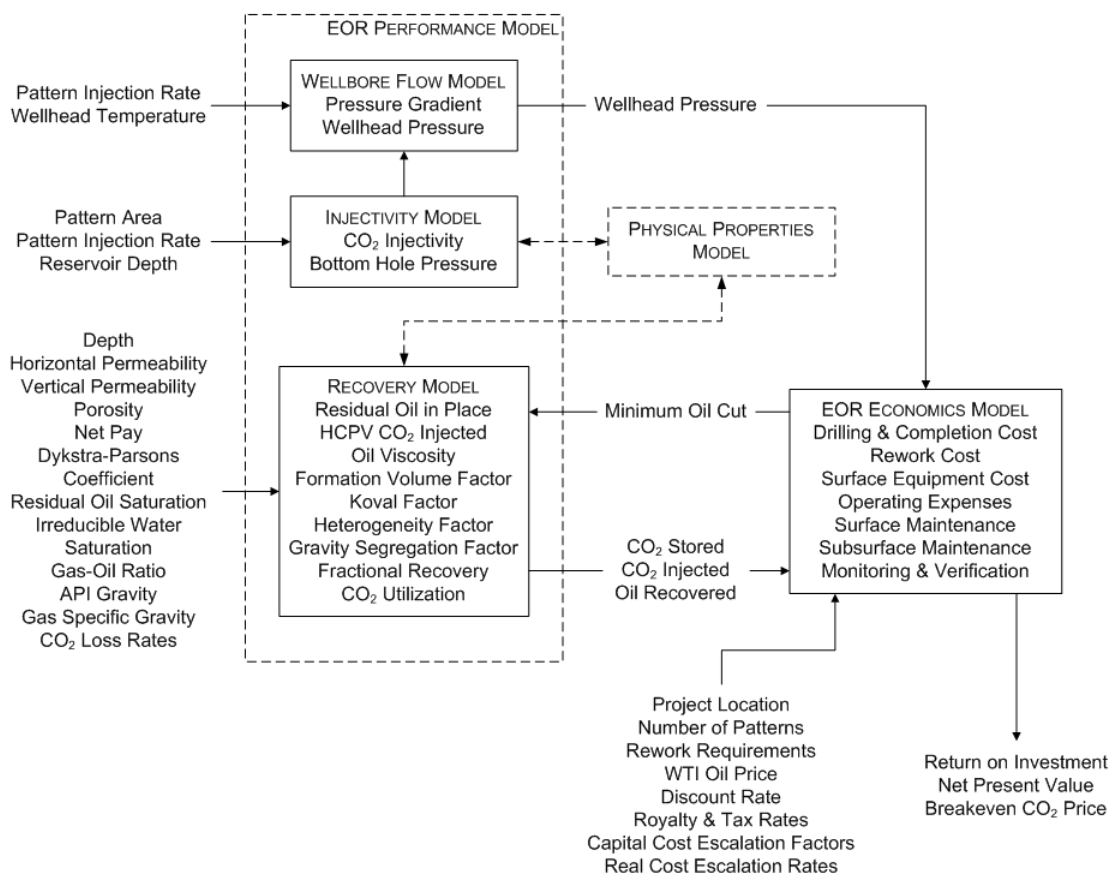 EOR PERFORMANCE MODEL
WELLBORE FLOW MODEL
Pressure Gradient
Wellhead Pressure
Pattern Injection Rate
Wellhead Temperature
Wellhead Pressure
INJECTIVITY MODEL
CO₂ Injectivity
Bottom Hole Pressure
Pattern Area
Pattern Injection Rate
Reservoir Depth
PHYSICAL PROPERTIES
MODEL
Depth
Horizontal Permeability
Vertical Permeability
Porosity
Net Pay
Dykstra-Parsons
Coefficient
Residual Oil Saturation
Irreducible Water
Saturation
Gas-Oil Ratio
API Gravity
Gas Specific Gravity
CO₂ Loss Rates
RECOVERY MODEL
Residual Oil in Place
HCPV CO₂ Injected
Oil Viscosity
Formation Volume Factor
Koval Factor
Heterogeneity Factor
Gravity Segregation Factor
Fractional Recovery
CO₂ Utilization
Minimum Oil Cut
CO₂ Stored
CO₂ Injected
Oil Recovered
EOR ECONOMICS MODEL
Drilling & Completion Cost
Rework Cost
Surface Equipment Cost
Operating Expenses
Surface Maintenance
Subsurface Maintenance
Monitoring & Verification
Project Location
Number of Patterns
Rework Requirements
WTI Oil Price
Discount Rate
Royalty & Tax Rates
Capital Cost Escalation Factors
Real Cost Escalation Rates
Return on Investment
Net Present Value
Breakeven CO₂ Price